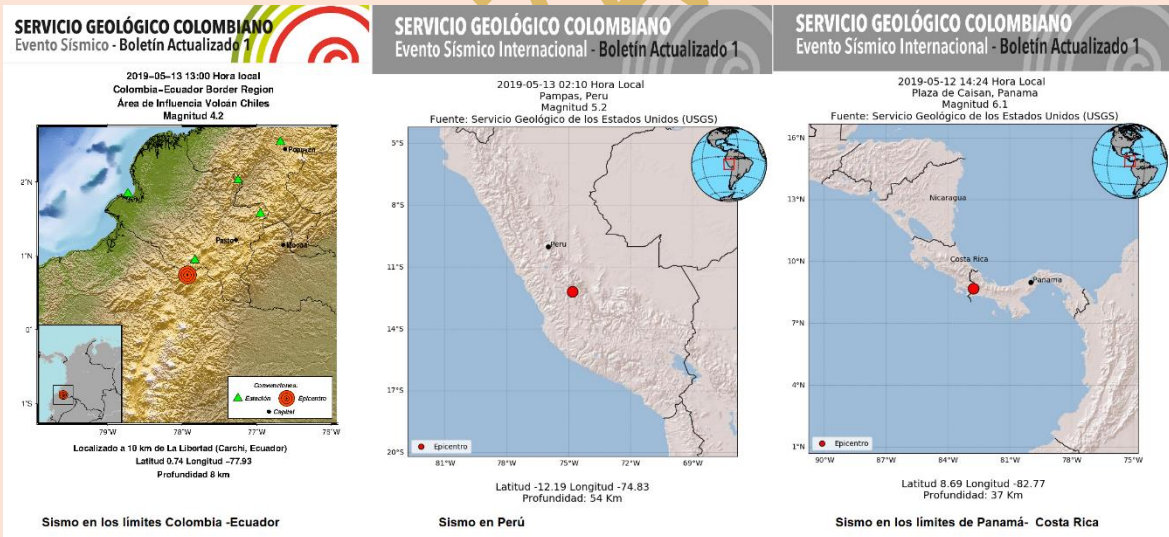 SERVICIO GEOLÓGICO COLOMBIANO
Evento Sísmico - Boletín Actualizado 1
2019-05-13 13:00 Hora local
Colombia-Ecuador Border Region
Área de Influencia Volcán Chiles
Magnitud 4.2
Popayan
2°N
Pasto
Mocoa
1°N
0°
Convenciones.
Estación
Epicentro
Capital
1°S
79°W
78°W
77°W
76°W
Localizado a 10 km de La Libertad (Carchi, Ecuador)
Latitud 0.74 Longitud -77.93
Profundidad 8 km
Sismo en los límites Colombia -Ecuador
SERVICIO GEOLÓGICO COLOMBIANO
Evento Sísmico Internacional - Boletín Actualizado 1
2019-05-13 02:10 Hora Local
Pampas, Peru
Magnitud 5.2
Fuente: Servicio Geológico de los Estados Unidos (USGS)
5°S
8°S
Peru
11°S
14°S
17°S
Epicentro
20°S
81°W
78°W
75°W
72°W
69°W
Latitud -12.19 Longitud -74.83
Profundidad: 54 Km
Sismo en Perú
SERVICIO GEOLÓGICO COLOMBIANO
Evento Sísmico Internacional - Boletín Actualizado 1
2019-05-12 14:24 Hora Local
Plaza de Caisan, Panama
Magnitud 6.1
Fuente: Servicio Geológico de los Estados Unidos (USGS)
16°N
13°N
Nicaragua
10°N
Costa Rica
Panama
7°N
4°N
Epicentro
1°N
90°W
87°W
84°W
81°W
78°W
75°W
Latitud 8.69 Longitud -82.77
Profundidad: 37 Km
Sismo en los límites de Panamá- Costa Rica